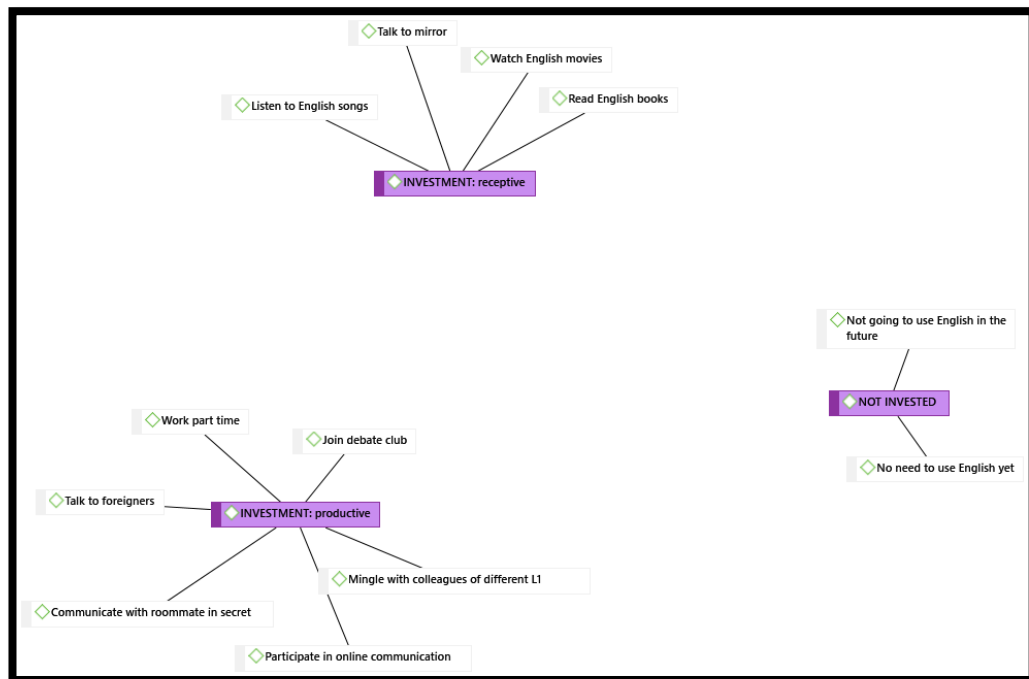 Talk to mirror
Watch English movies
Read English books
Listen to English songs
INVESTMENT: receptive
Not going to use English in the
future
NOT INVESTED
No need to use English yet
Work part time
Join debate club
Talk to foreigners
INVESTMENT: productive
Mingle with colleagues of different L1
Communicate with roommate in secret
Participate in online communication